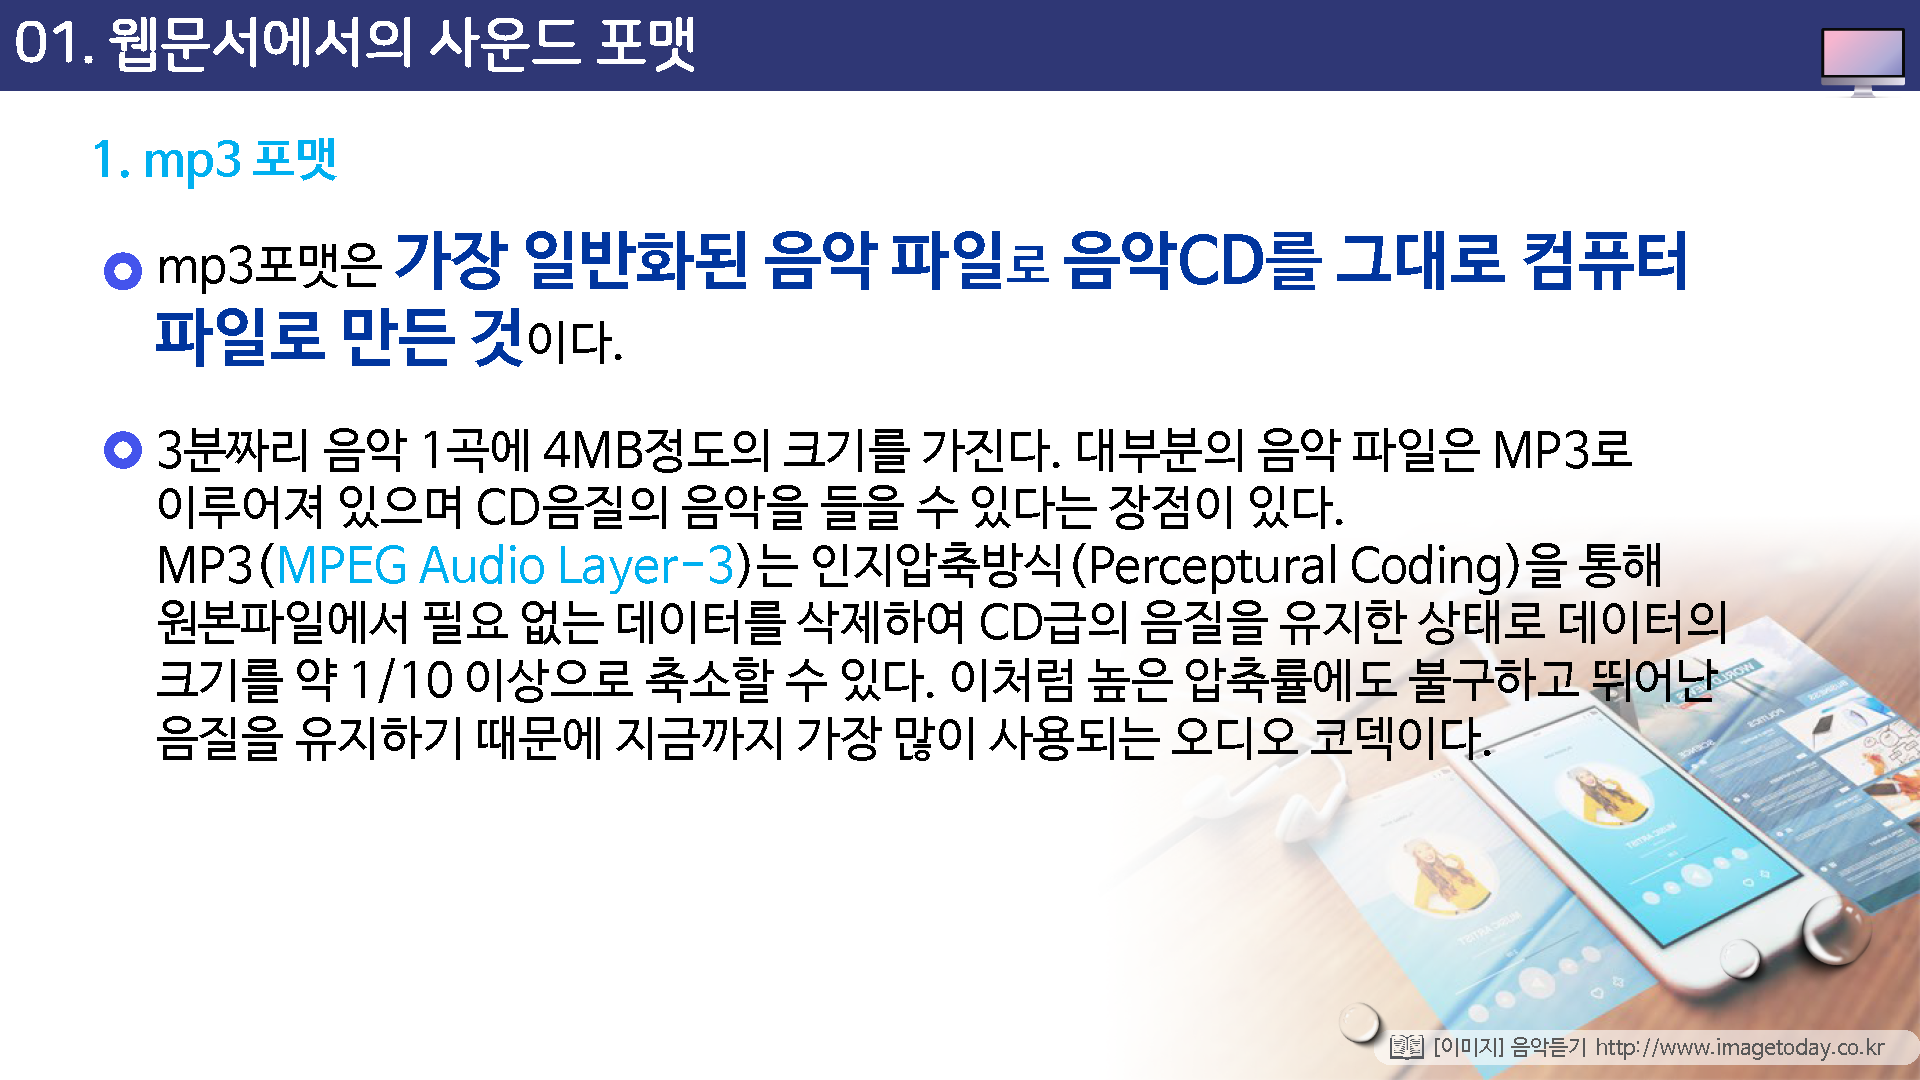 01. 웹문서에서의 사운드 포맷
1. mp3 포맷
mp3포맷은 가장 일반화된 음악 파일로 음악CD를 그대로 컴퓨터
파일로 만든 것이다.
3분짜리 음악 1곡에 4MB정도의 크기를 가진다. 대부분의 음악 파일은 MP3로
이루어져 있으며 CD음질의 음악을 들을 수 있다는 장점이 있다.
MP3(MPEG Audio Layer-3)는 인지압축방식(Perceptural Coding)을 통해
원본파일에서 필요 없는 데이터를 삭제하여 CD급의 음질을 유지한 상태로 데이터의
크기를 약 1/10 이상으로 축소할 수 있다. 이처럼 높은 압축률에도 불구하고 뛰어난
음질을 유지하기 때문에 지금까지 가장 많이 사용되는 오디오 코덱이다.
MUSIC ARTIST
MUSIC ARTIST
[이미지] 음악듣기 http://www.imagetoday.co.kr